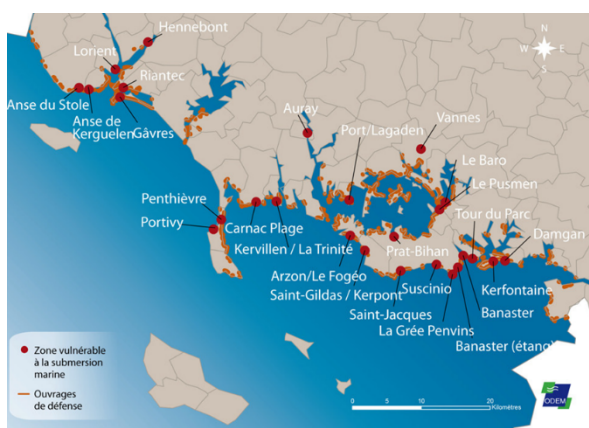 Hennebont
N
W E
S
Lorient
Riantec
Anse du Stole
Anse de
Kerguelen
Gâvres
Auray
Port/Lagaden
Vannes
Le Baro
Le Pusmen
Tour du Parc
Damgan
Penthièvre
Portivy
Carnac Plage
Kervillen / La Trinité
Prat-Bihan
Arzon/Le Fogéo
Saint-Gildas / Kerpont
Saint-Jacques
Suscinio
La Grée Penvins
Kerfontaine
Banaster
Banaster (étang)
Zone vulnérable
à la submersion
marine
Ouvrages
de défense
0 5 10 20
Kilomètres
ODEM